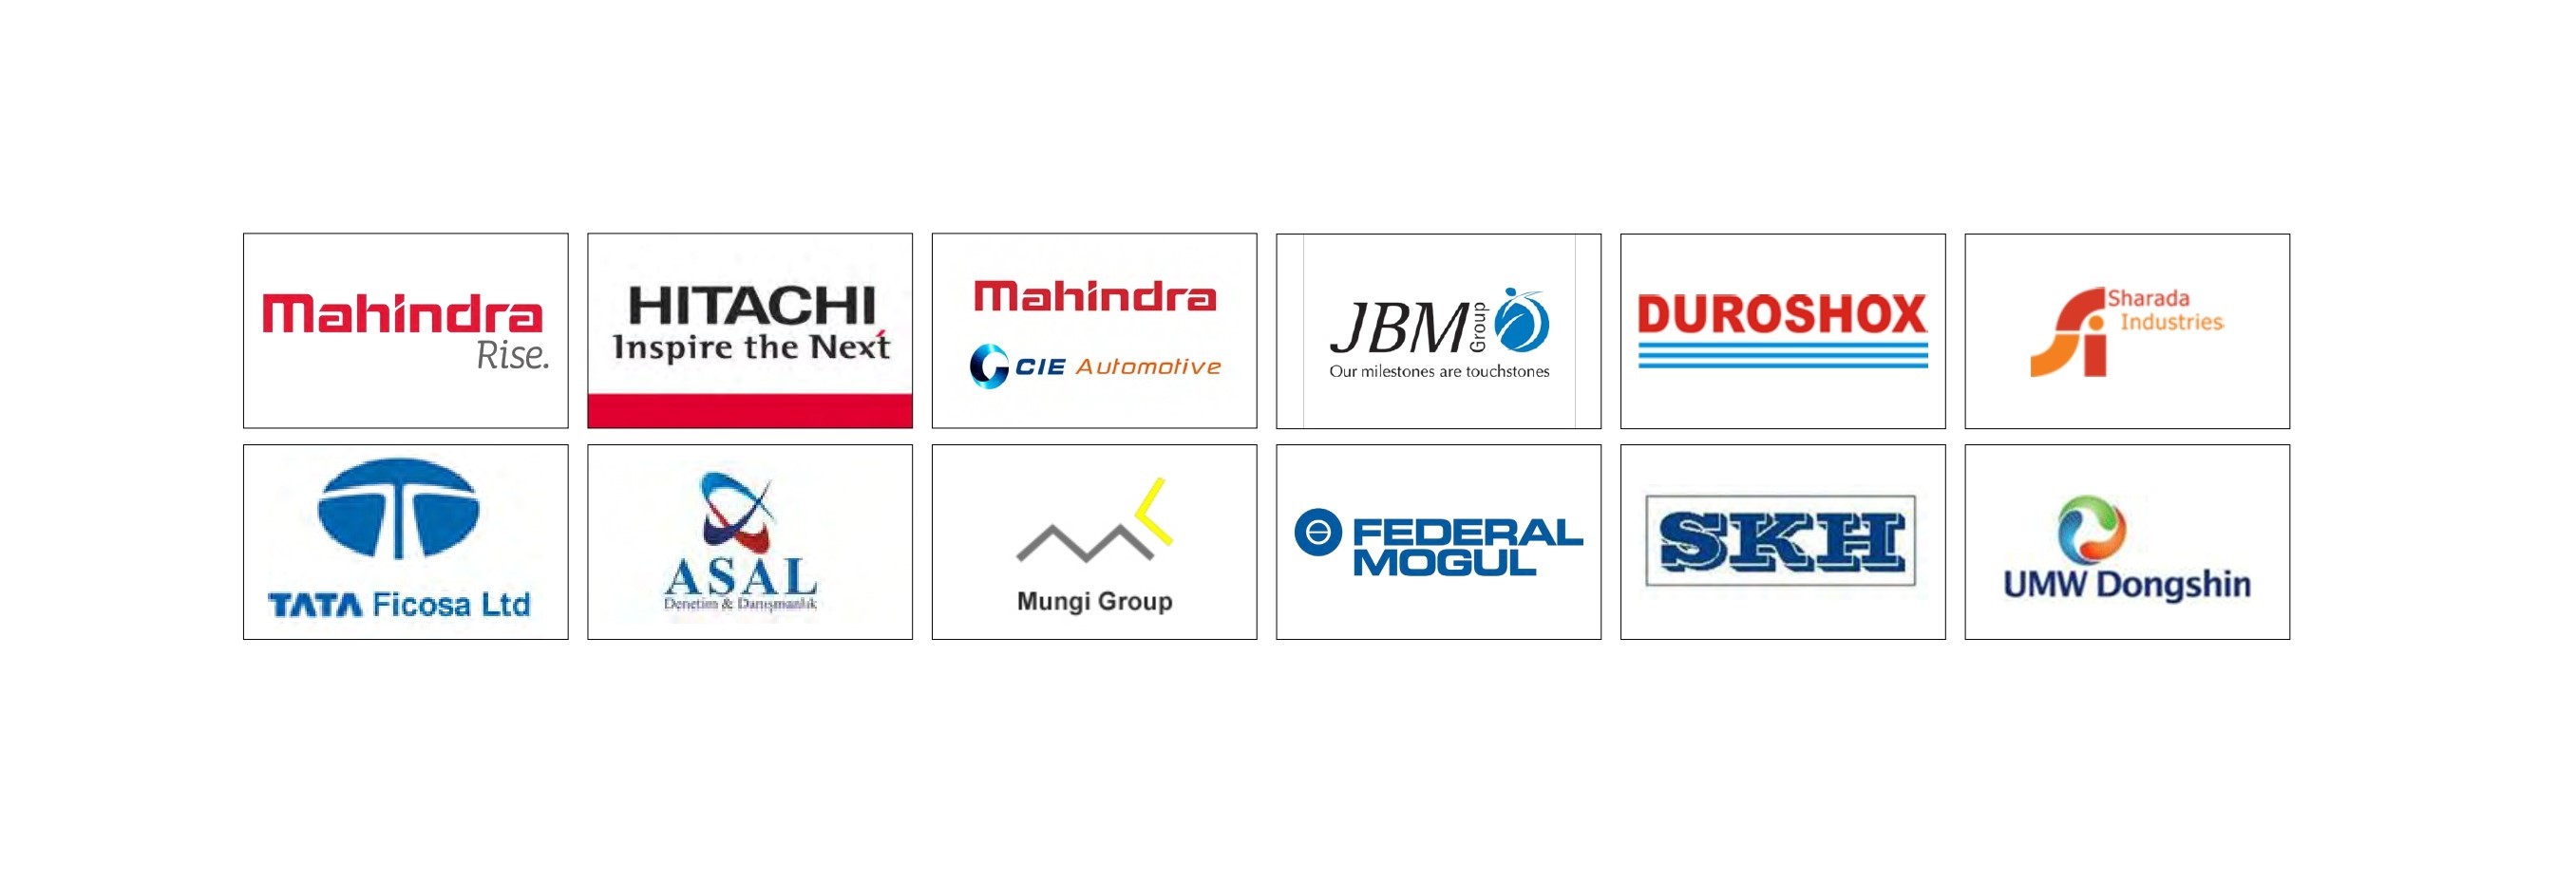 Mahindra
Rise.
HITACHI
Inspire the Next
Mahindra
CIE Automotive
JBM Group
Our milestones are touchstones
DUROSHOX
Sharada
Industries
TATA Ficosa Ltd
ASAL
Denetim & Danışmanlık
Mungi Group
FEDERAL
MOGUL
SKH
UMW Dongshin